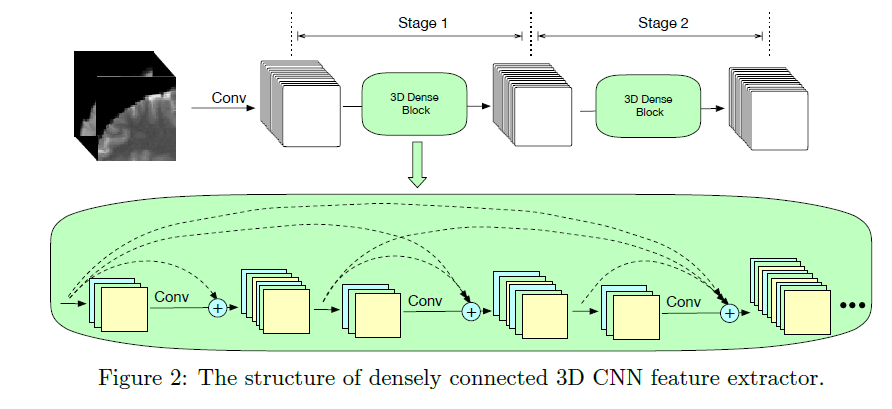 Stage 1
Stage 2
Conv
3D Dense
Block
3D Dense
Block
Conv
+
Conv
+
Conv
+
Figure 2: The structure of densely connected 3D CNN feature extractor.